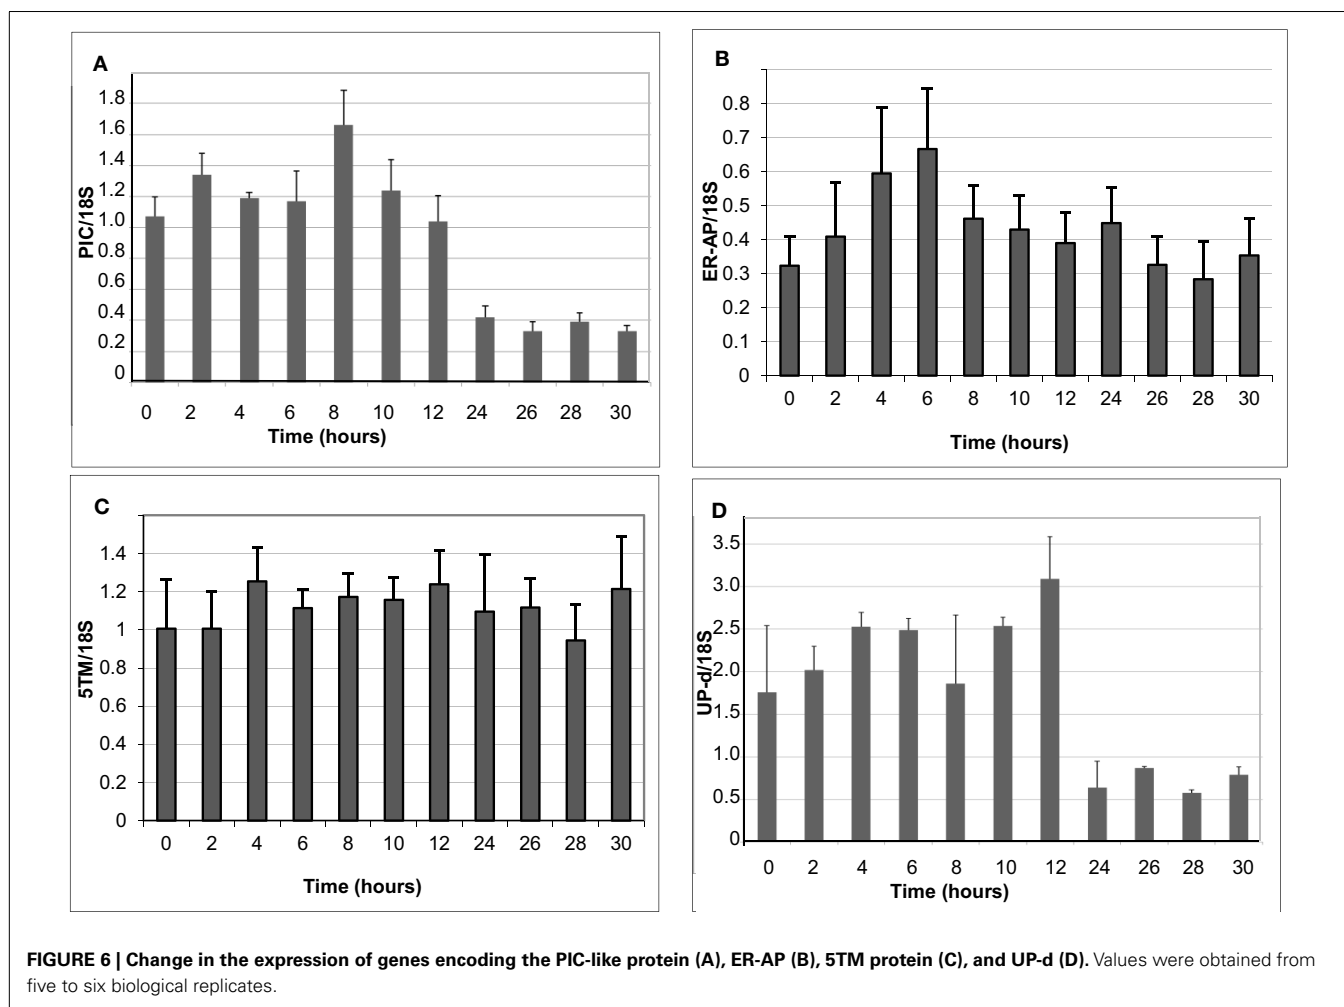 A
1.8
1.6
1.4
1.2
1.0
0.8
0.6
0.4
0.2
0
PIC/18S
0 2 4 6 8 10 12 24 26 28 30
Time (hours)
B
0.8
0.7
0.6
0.5
0.4
0.3
0.2
0.1
0
ER-AP/18S
0 2 4 6 8 10 12 24 26 28 30
Time (hours)
C
1.4
1.2
1
0.8
0.6
0.4
0.2
0
5TM/18S
0 2 4 6 8 10 12 24 26 28 30
Time (hours)
D
3.5
3.0
2.5
2.0
1.5
1.0
0.5
0
UP-d/18S
0 2 4 6 8 10 12 24 26 28 30
Time (hours)
FIGURE 6 | Change in the expression of genes encoding the PIC-like protein (A), ER-AP (B), 5TM protein (C), and UP-d (D). Values were obtained from
five to six biological replicates.